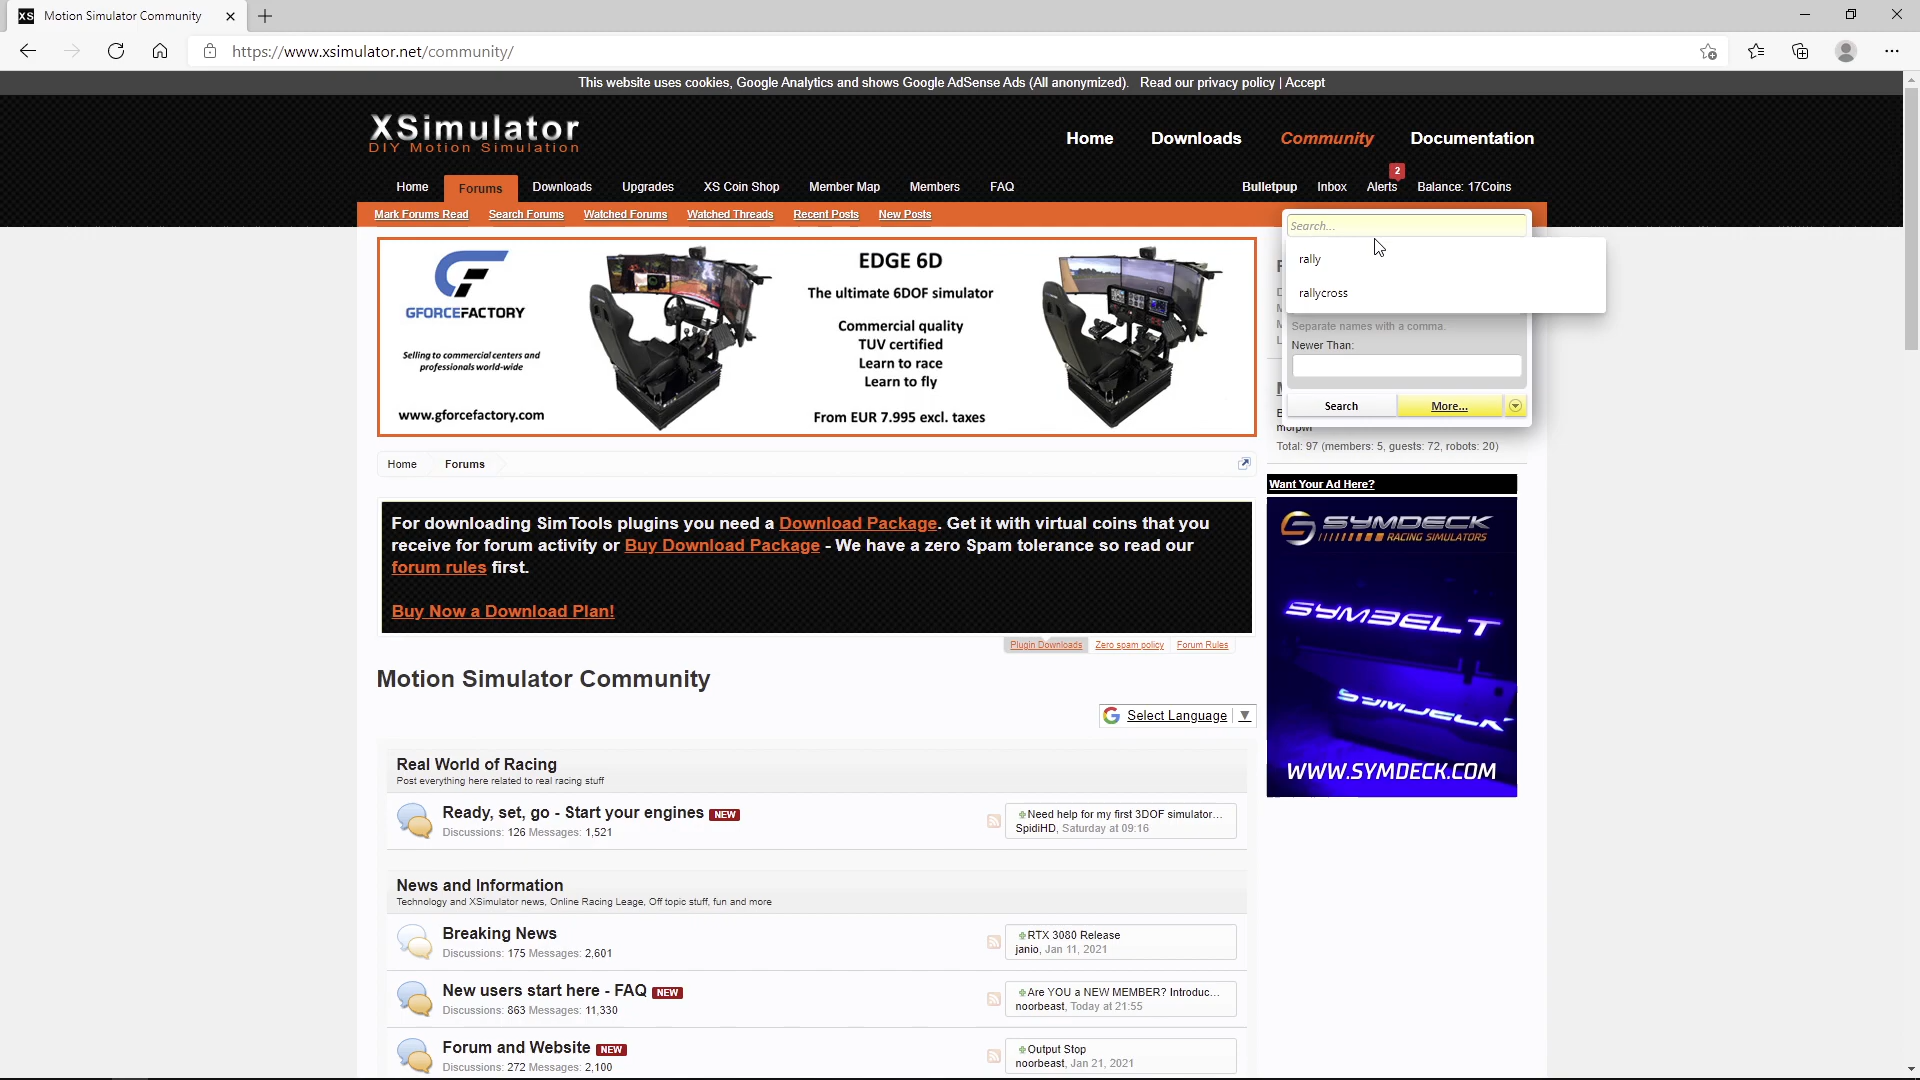 XS Motion Simulator Community
https://www.xsimulator.net/community/
This website uses cookies, Google Analytics and shows Google AdSense Ads (All anonymized). Read our privacy policy | Accept
XSimulator
DIY Motion Simulation
Home Downloads Community Documentation
2
Home Forums Downloads Upgrades XS Coin Shop Member Map Members FAQ Bulletpup Inbox Alerts Balance: 17Coins
Mark Forums Read Search Forums Watched Forums Watched Threads Recent Posts New Posts
Search...
rally
rallycross
Separate names with a comma.
Newer Than:
Search More...
Total: 97 (members: 5, guests: 72, robots: 20)
GFORCEFACTORY
Selling to commercial centers and
professionals world-wide
www.gforcefactory.com
EDGE 6D
The ultimate 6DOF simulator
Commercial quality
TUV certified
Learn to race
Learn to fly
From EUR 7.995 excl. taxes
Home Forums
Want Your Ad Here?
SYMDECK
RACING SIMULATORS
SYMBELT
WWW.SYMDECK.COM
For downloading SimTools plugins you need a Download Package. Get it with virtual coins that you
receive for forum activity or Buy Download Package - We have a zero Spam tolerance so read our
forum rules first.
Buy Now a Download Plan!
Plugin Downloads Zero spam policy Forum Rules
Motion Simulator Community
G Select Language ▼
Real World of Racing
Post everything here related to real racing stuff
Ready, set, go - Start your engines NEW
Discussions: 126 Messages: 1,521
Need help for my first 3DOF simulator...
SpidiHD, Saturday at 09:16
News and Information
Technology and XSimulator news, Online Racing Leage, Off topic stuff, fun and more
Breaking News
Discussions: 175 Messages: 2,601
RTX 3080 Release
janio, Jan 11, 2021
New users start here - FAQ NEW
Discussions: 863 Messages: 11,330
Are YOU a NEW MEMBER? Introduc...
noorbeast, Today at 21:55
Forum and Website NEW
Discussions: 272 Messages: 2,100
Output Stop
noorbeast, Jan 21, 2021